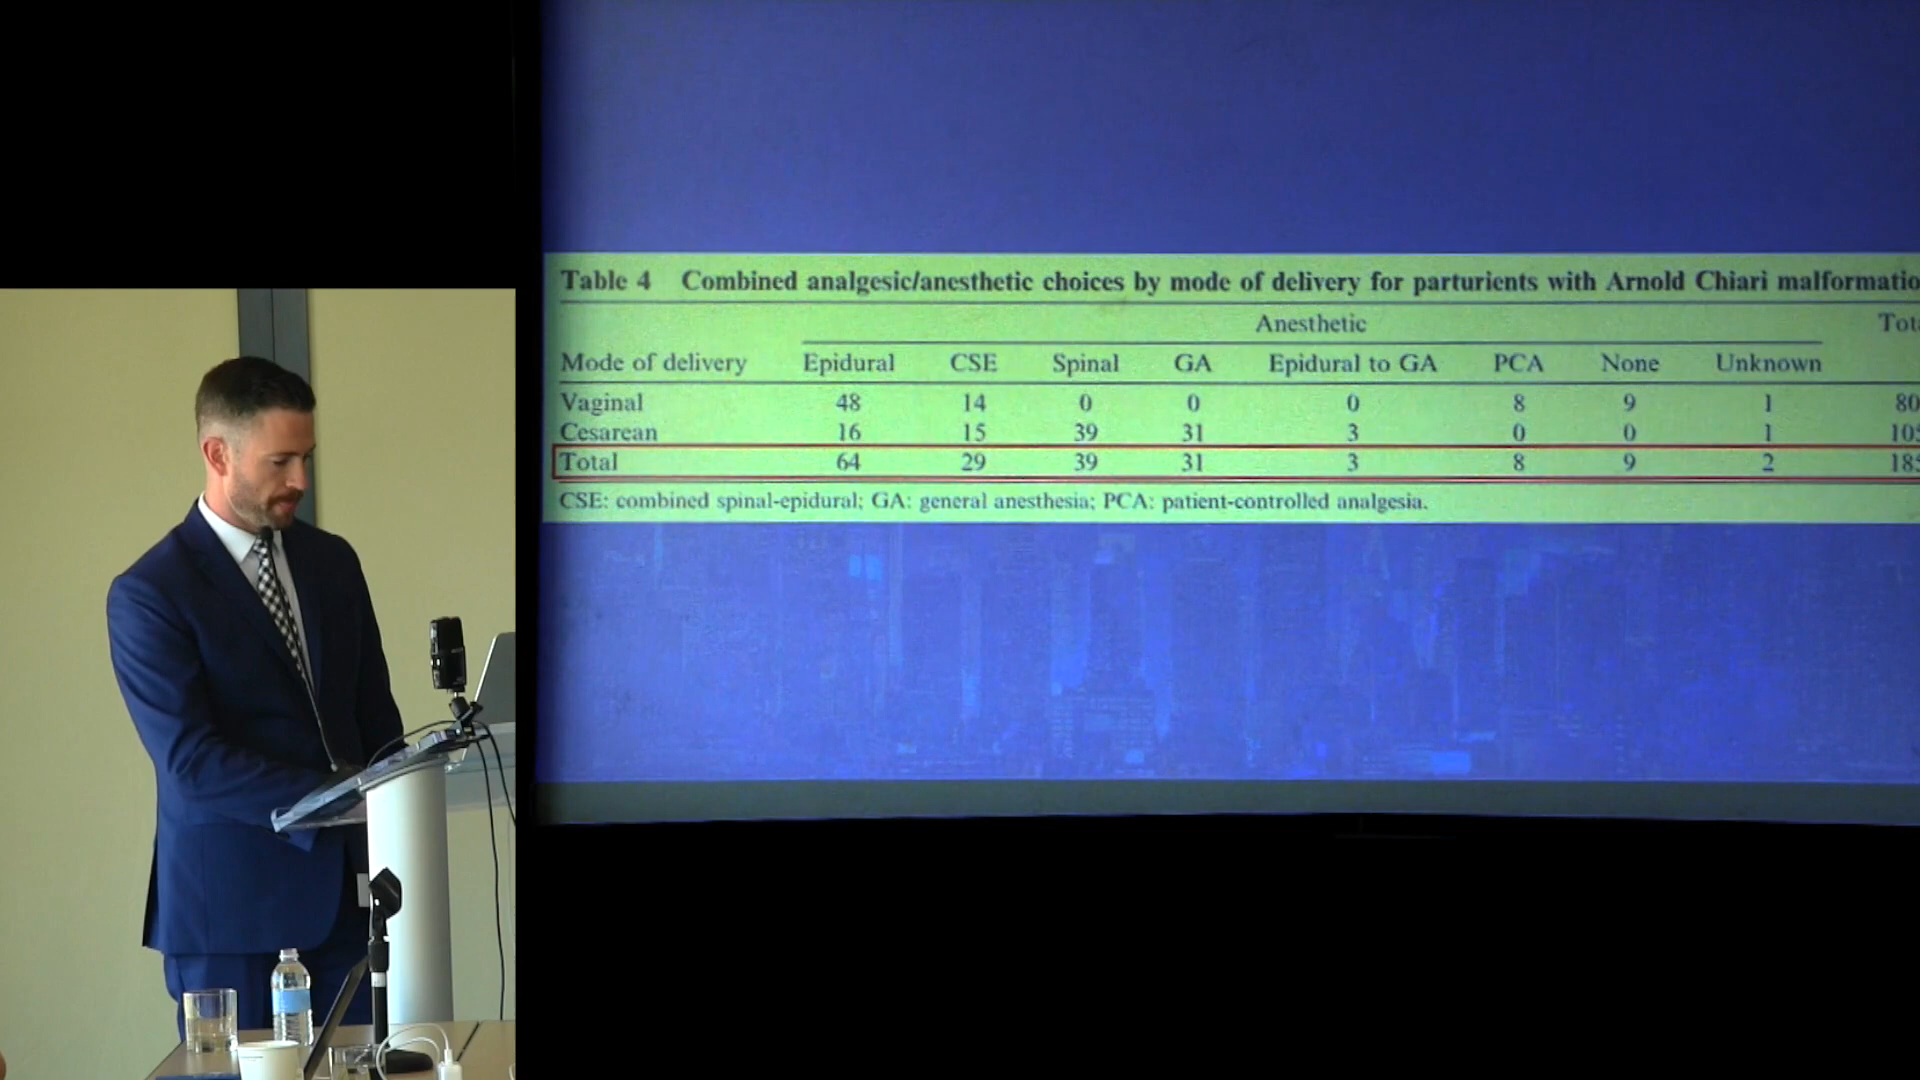 Table 4 Combined analgesic/anesthetic choices by mode of delivery for parturients with Arnold Chiari
Anesthetic
Mode of delivery Epidural CSE Spinal GA Epidural to GA PCA None Unknown
Vaginal 48 14 0 0 0 8 9 1 80
Cesarean 16 15 39 31 3 0 0 1
Total 64 29 39 31 3 8 9 2
CSE: combined spinal-epidural; GA: general anesthesia; PCA: patient-controlled analgesia.